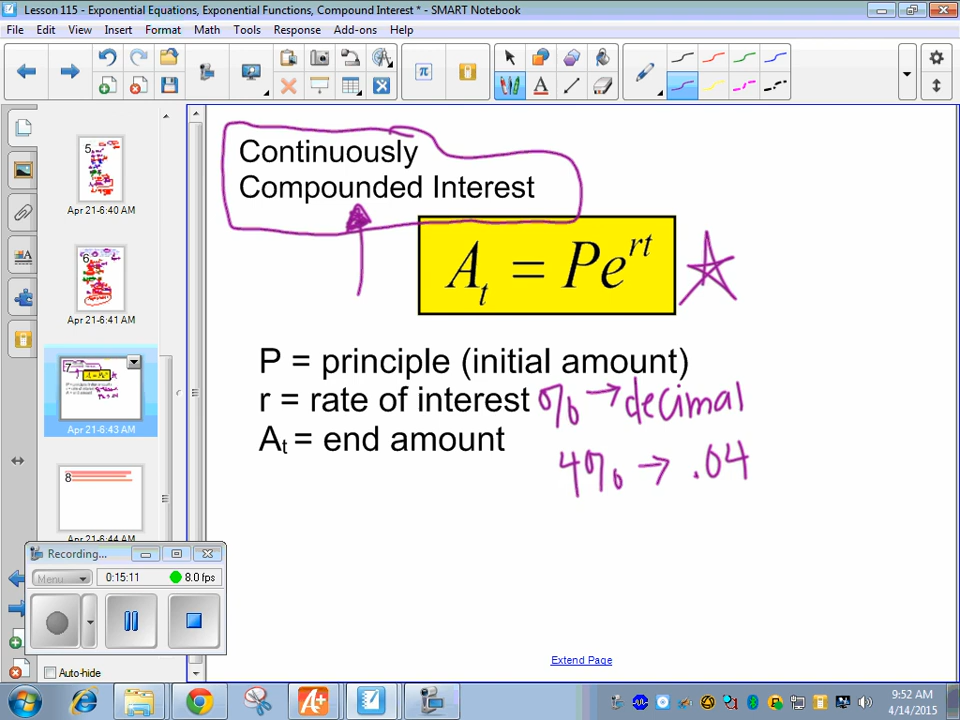 Lesson 115 - Exponential Equations, Exponential Functions, Compound Interest * - SMART Notebook
File Edit View Insert Format Math Tools Response Add-ons Help
5
Apr 21-6:40 AM
6
Apr 21-6:41 AM
7
Apr 21-6:43 AM
8
Apr 21-6:44 AM
Continuously
Compounded Interest
A_t = Pe^{rt}
P = principle (initial amount)
r = rate of interest % → decimal
A_t = end amount
4% → .04
Extend Page
Recording...
Menu 0:15:11 8.0 fps
Auto-hide
9:52 AM
4/14/2015